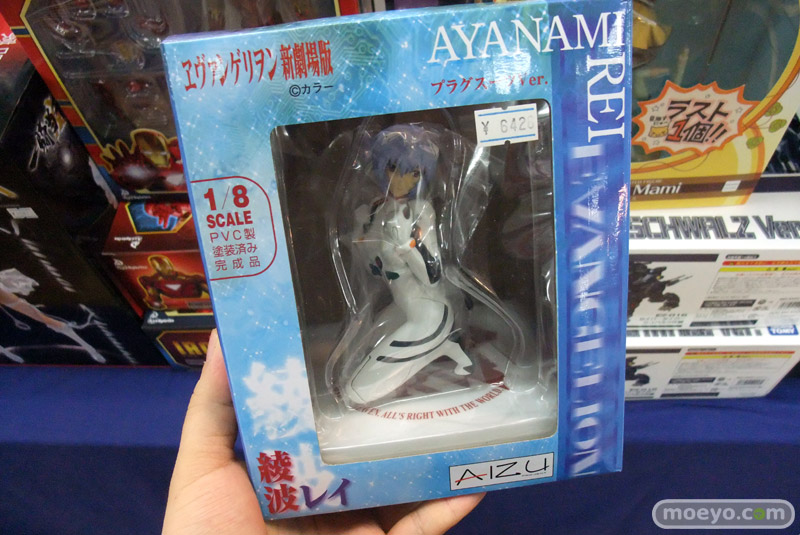 ヱヴァンゲリヲン 新劇場版
©カラー
AYANAMI
REI
プラグスーツVer.
EVANGELION
¥ 6420
1/8
SCALE
PVC製
塗装済み
完成品
ALL'S RIGHT WITH THE WORLD
綾
波レイ
AIZU
ラスト
1個!!
Mami
SCHWALZ Ver
TOMY
moeyo.com